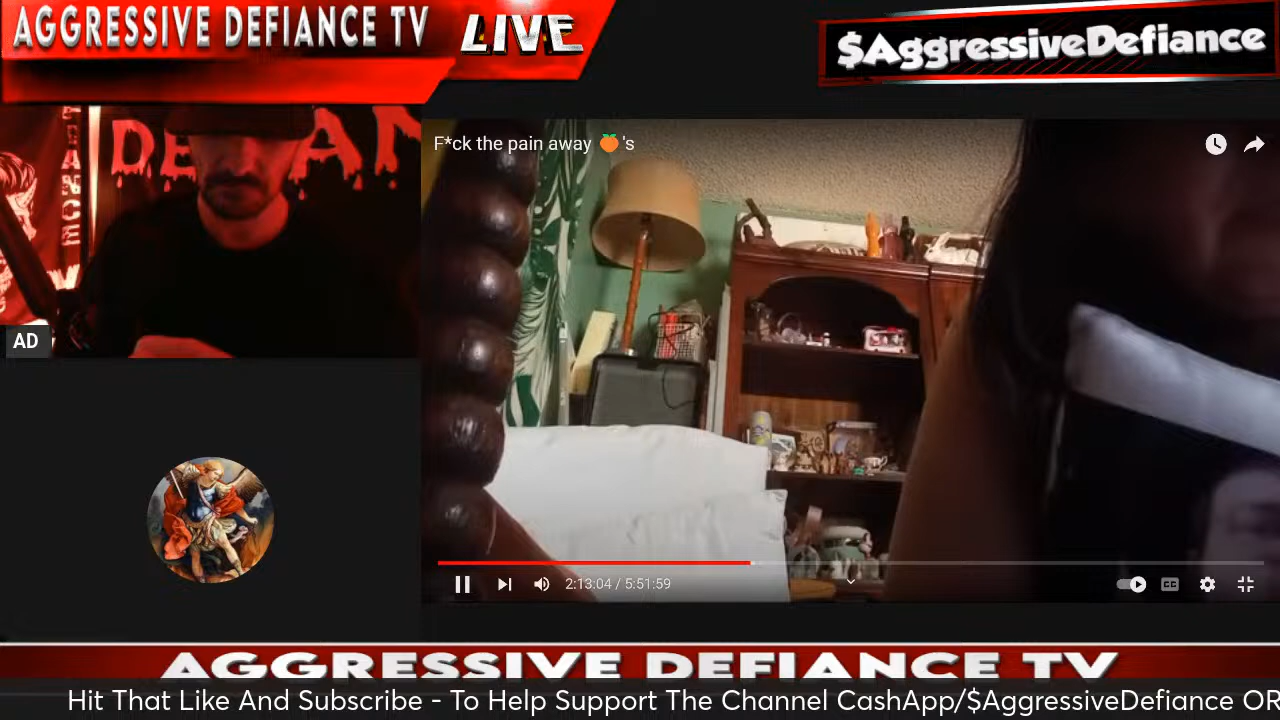 AGGRESSIVE DEFIANCE TV
LIVE
$AggressiveDefiance
F*ck the pain away 🍑's
AD
2:13:04 / 5:51:59
CC
AGGRESSIVE DEFIANCE TV
Hit That Like And Subscribe - To Help Support The Channel CashApp/$AggressiveDefiance OR